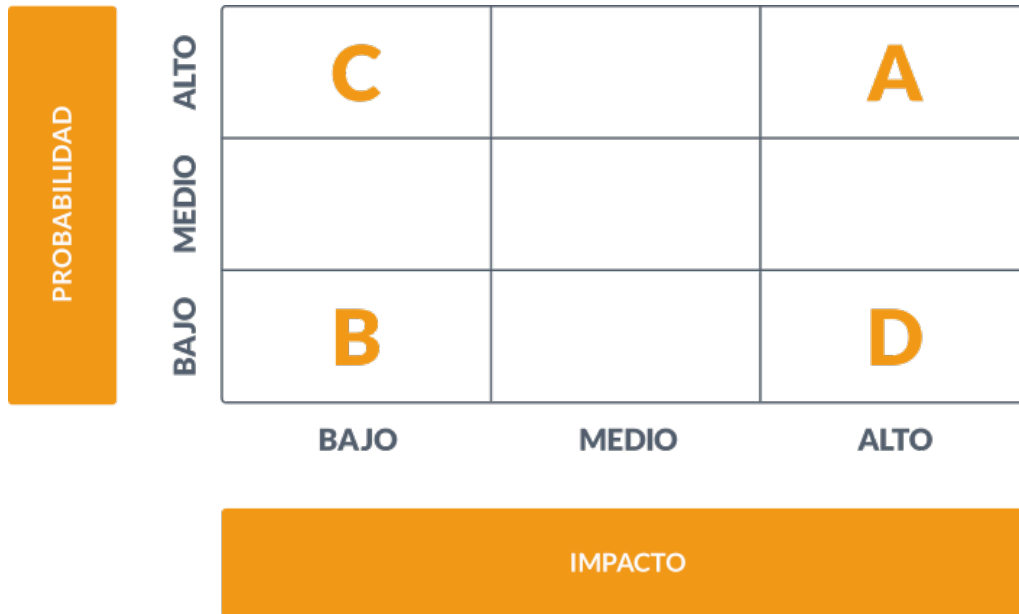 PROBABILIDAD
ALTO
C
A
MEDIO
BAJO
B
D
BAJO
MEDIO
ALTO
IMPACTO